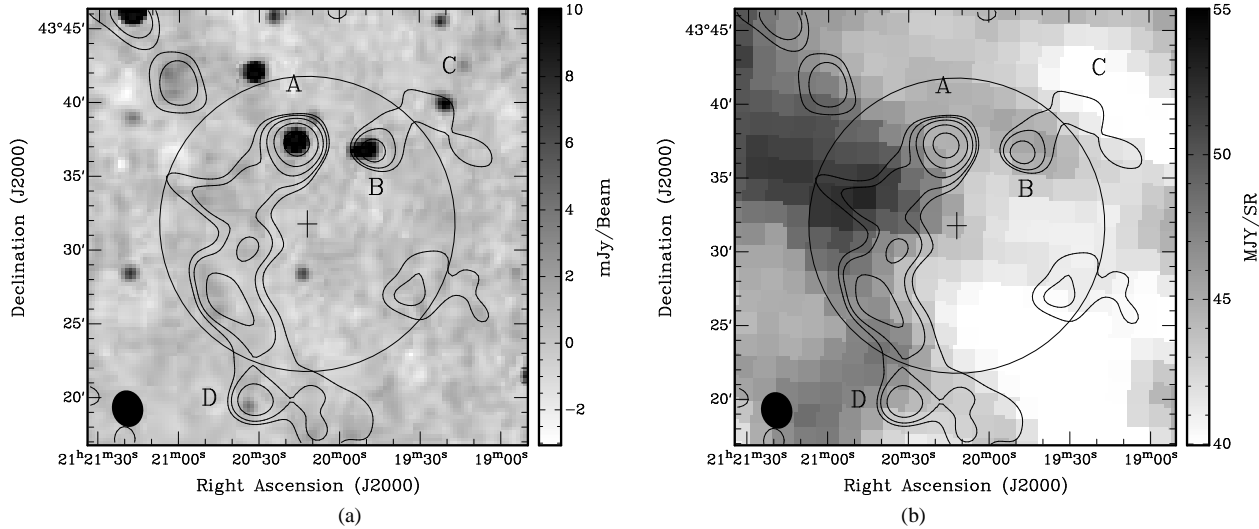 10
43°45′
C
8
40′
A
6
35′
B
4
30′
2
25′
0
20′
D
−2
21ʰ21ᵐ30ˢ 21ᵐ00ˢ 20ᵐ30ˢ 20ᵐ00ˢ 19ᵐ30ˢ 19ᵐ00ˢ
Right Ascension (J2000)
Declination (J2000)
mJy/Beam
(a)
55
43°45′
C
40′
A
50
35′
B
30′
45
25′
20′
D
40
21ʰ21ᵐ30ˢ 21ᵐ00ˢ 20ᵐ30ˢ 20ᵐ00ˢ 19ᵐ30ˢ 19ᵐ00ˢ
Right Ascension (J2000)
Declination (J2000)
MJY/SR
(b)